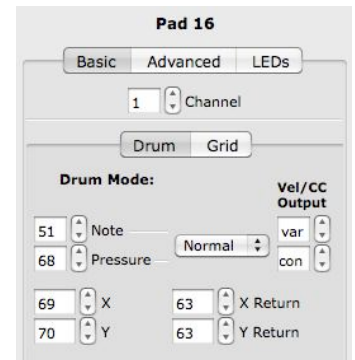 Pad 16
Basic Advanced LEDs
1 Channel
Drum Grid
Drum Mode: Vel/CC Output
51 Note Normal var
68 Pressure con
69 X 63 X Return
70 Y 63 Y Return